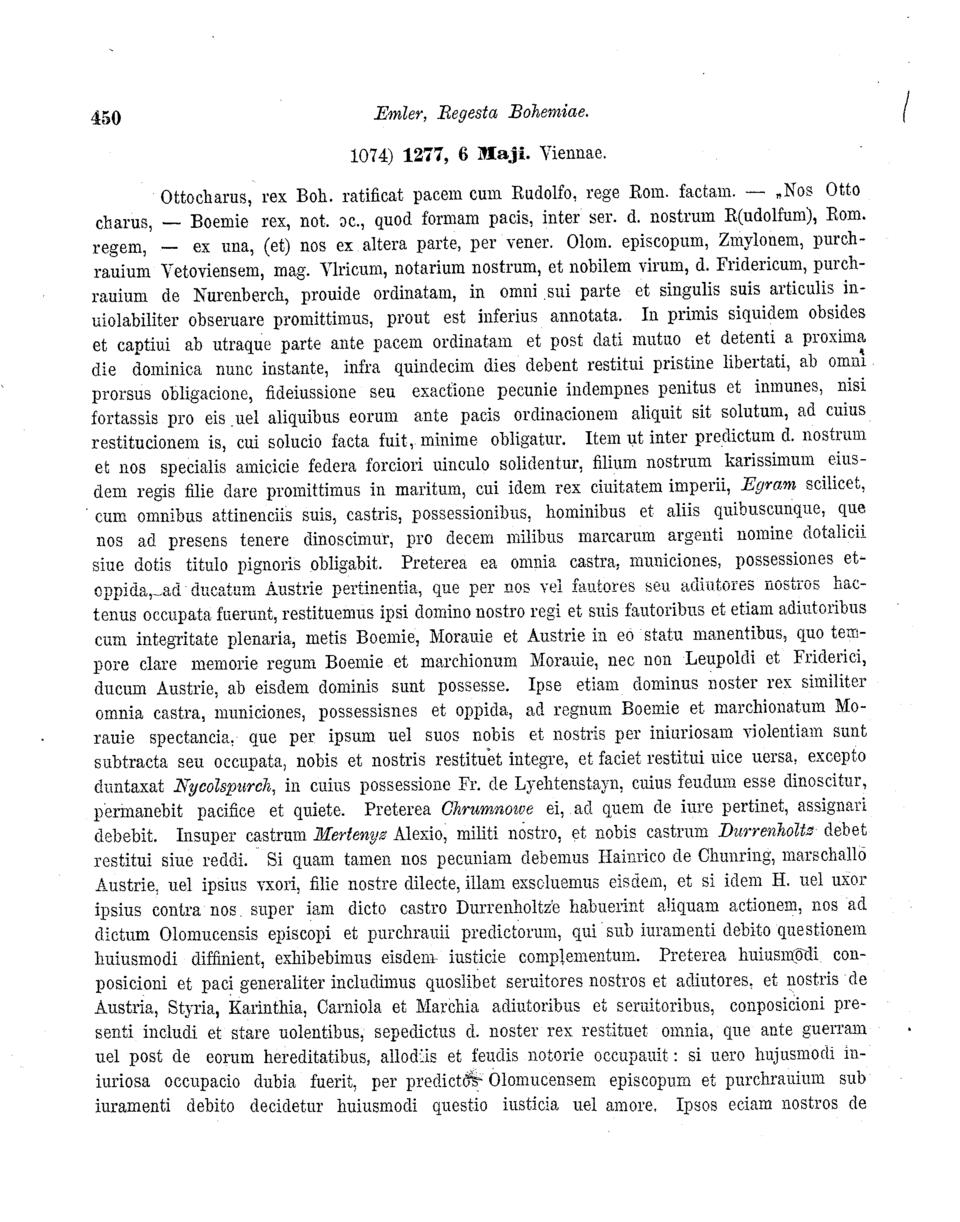 450
Emler, Regesta Bohemiae.
1074) 1277, 6 Maji. Viennae.
Ottocharus, rex Boh. ratificat pacem cum Rudolfo, rege Rom. factam. — „Nos Otto
charus, — Boemie rex, not. ɔc., quod formam pacis, inter ser. d. nostrum R(udolfum), Rom.
regem, — ex una, (et) nos ex altera parte, per vener. Olom. episcopum, Zmylonem, purch-
rauium Vetoviensem, mag. Vlricum, notarium nostrum, et nobilem virum, d. Fridericum, purch-
rauium de Nurenberch, prouide ordinatam, in omni sui parte et singulis suis articulis in-
uiolabiliter obseruare promittimus, prout est inferius annotata. In primis siquidem obsides
et captiui ab utraque parte ante pacem ordinatam et post dati mutuo et detenti a proxima
die dominica nunc instante, infra quindecim dies debent restitui pristine libertati, ab omni
prorsus obligacione, fideiussione seu exactione pecunie indempnes penitus et inmunes, nisi
fortassis pro eis uel aliquibus eorum ante pacis ordinacionem aliquit sit solutum, ad cuius
restitucionem is, cui solucio facta fuit, minime obligatur. Item ut inter predictum d. nostrum
et nos specialis amicicie federa forciori uinculo solidentur, filium nostrum karissimum eius-
dem regis filie dare promittimus in maritum, cui idem rex ciuitatem imperii, Egram scilicet,
cum omnibus attinenciis suis, castris, possessionibus, hominibus et aliis quibuscunque, que
nos ad presens tenere dinoscimur, pro decem milibus marcarum argenti nomine dotalicii
siue dotis titulo pignoris obligabit. Preterea ea omnia castra, municiones, possessiones et
oppida, ad ducatum Austrie pertinentia, que per nos vel fautores seu adiutores nostros hac-
tenus occupata fuerunt, restituemus ipsi domino nostro regi et suis fautoribus et etiam adiutoribus
cum integritate plenaria, metis Boemie, Morauie et Austrie in eo statu manentibus, quo tem-
pore clare memorie regum Boemie et marchionum Morauie, nec non Leupoldi et Friderici,
ducum Austrie, ab eisdem dominis sunt possesse. Ipse etiam dominus noster rex similiter
omnia castra, municiones, possessisnes et oppida, ad regnum Boemie et marchionatum Mo-
rauie spectancia, que per ipsum uel suos nobis et nostris per iniuriosam violentiam sunt
subtracta seu occupata, nobis et nostris restituet integre, et faciet restitui uice uersa, excepto
duntaxat Nycolspurch, in cuius possessione Fr. de Lyehtenstayn, cuius feudum esse dinoscitur,
permanebit pacifice et quiete. Preterea Chrumnowe ei, ad quem de iure pertinet, assignari
debebit. Insuper castrum Mertenyz Alexio, militi nostro, et nobis castrum Durrenholtz debet
restitui siue reddi. Si quam tamen nos pecuniam debemus Hainrico de Chunring, marschallo
Austrie, uel ipsius vxori, filie nostre dilecte, illam exsoluemus eisdem, et si idem H. uel uxor
ipsius contra nos super iam dicto castro Durrenholtze habuerint aliquam actionem, nos ad
dictum Olomucensis episcopi et purchrauii predictorum, qui sub iuramenti debito questionem
huiusmodi diffinient, exhibebimus eisdem iusticie complementum. Preterea huiusmodi con-
posicioni et paci generaliter includimus quoslibet seruitores nostros et adiutores, et nostris de
Austria, Styria, Karinthia, Carniola et Marchia adiutoribus et seruitoribus, conposicioni pre-
senti includi et stare uolentibus, sepedictus d. noster rex restituet omnia, que ante guerram
uel post de eorum hereditatibus, allodiis et feudis notorie occupauit : si uero hujusmodi in-
iuriosa occupacio dubia fuerit, per predictos Olomucensem episcopum et purchrauium sub
iuramenti debito decidetur huiusmodi questio iusticia uel amore. Ipsos eciam nostros de